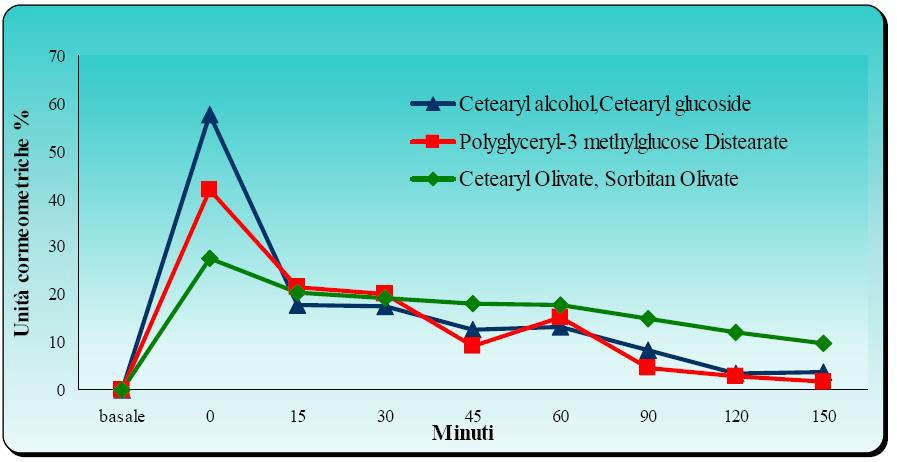 Unità corneometriche %
70
60
50
40
30
20
10
0
Cetearyl alcohol,Cetearyl glucoside
Polyglyceryl-3 methylglucose Distearate
Cetearyl Olivate, Sorbitan Olivate
basale 0 15 30 45 60 90 120 150
Minuti